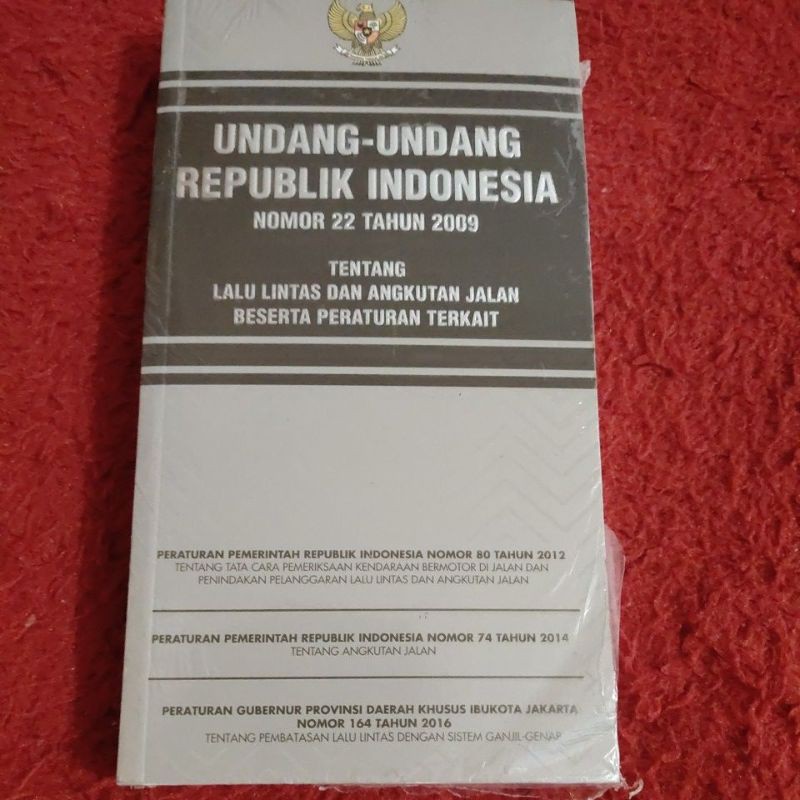 UNDANG-UNDANG
REPUBLIK INDONESIA
NOMOR 22 TAHUN 2009
TENTANG
LALU LINTAS DAN ANGKUTAN JALAN
BESERTA PERATURAN TERKAIT
PERATURAN PEMERINTAH REPUBLIK INDONESIA NOMOR 80 TAHUN 2012
TENTANG TATA CARA PEMERIKSAAN KENDARAAN BERMOTOR DI JALAN DAN
PENINDAKAN PELANGGARAN LALU LINTAS DAN ANGKUTAN JALAN
PERATURAN PEMERINTAH REPUBLIK INDONESIA NOMOR 74 TAHUN 2014
TENTANG ANGKUTAN JALAN
PERATURAN GUBERNUR PROVINSI DAERAH KHUSUS IBUKOTA JAKARTA
NOMOR 164 TAHUN 2016
TENTANG PEMBATASAN LALU LINTAS DENGAN SISTEM GANJIL-GENAP